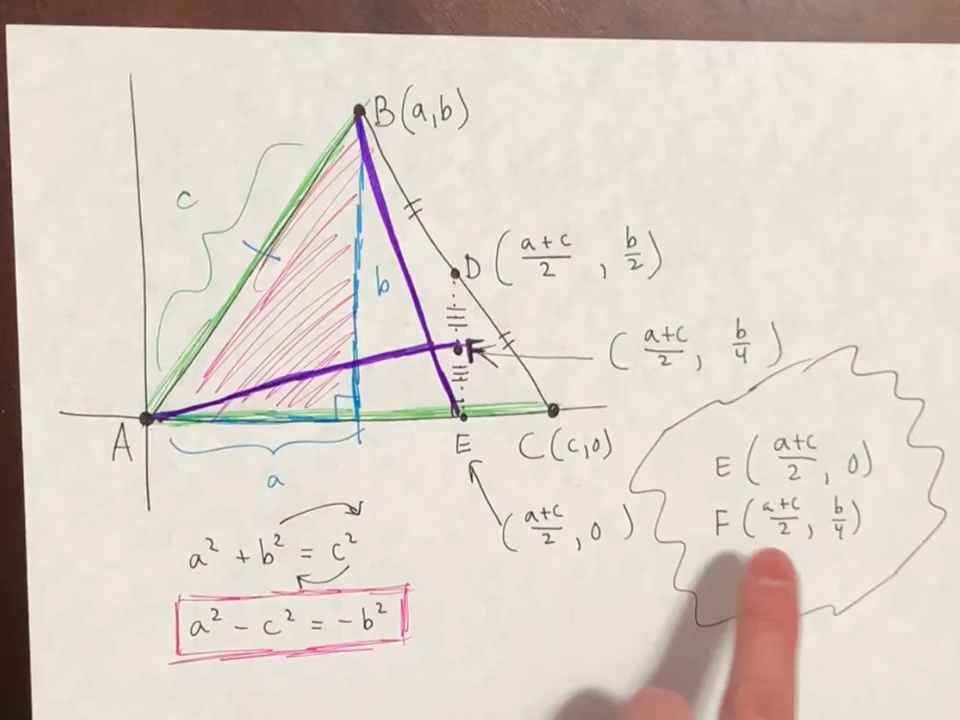 B(a,b)
c
D (a+c/2 , b/2)
b
F
(a+c/2, b/4)
A
E
C(c,0)
a
(a+c/2, 0)
E (a+c/2, 0)
F (a+c/2, b/4)
a² + b² = c²
a² - c² = -b²